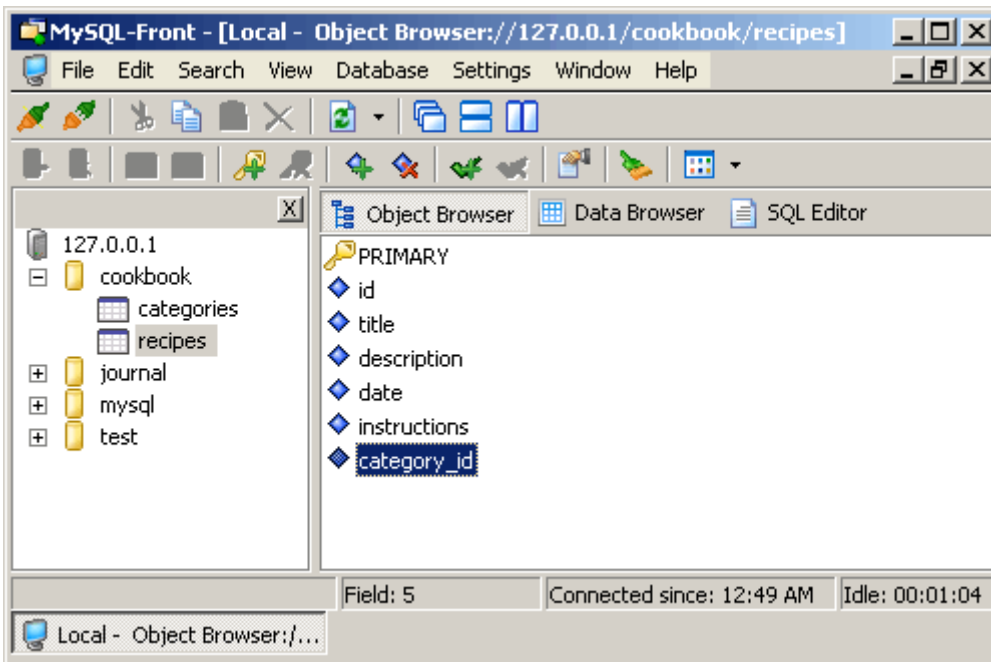 MySQL-Front - [Local - Object Browser://127.0.0.1/cookbook/recipes]
File Edit Search View Database Settings Window Help
Object Browser Data Browser SQL Editor
127.0.0.1
cookbook
categories
recipes
journal
mysql
test
PRIMARY
id
title
description
date
instructions
category_id
Field: 5 Connected since: 12:49 AM Idle: 00:01:04
Local - Object Browser:/...